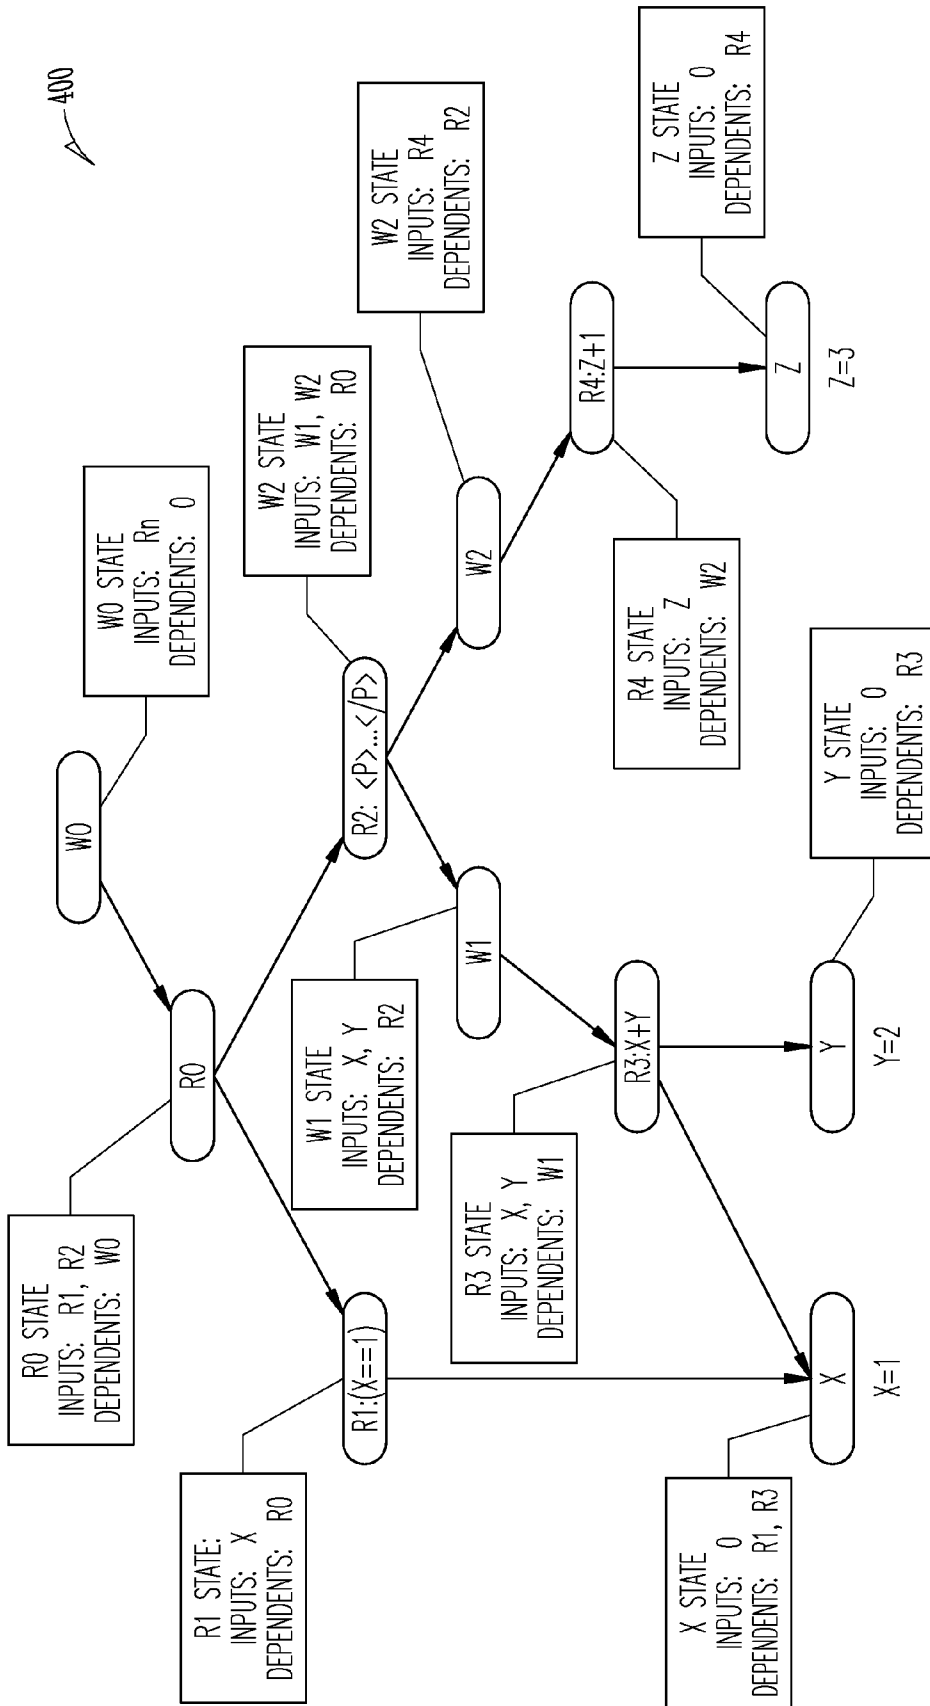 400
W0
W0 STATE
INPUTS: Rn
DEPENDENTS: 0
R0 STATE
INPUTS: R1, R2
DEPENDENTS: W0
R0
R1 STATE:
INPUTS: X
DEPENDENTS: R0
R1:(X==1)
R2: <P>...</P>
W2 STATE
INPUTS: W1, W2
DEPENDENTS: R0
W1 STATE
INPUTS: X, Y
DEPENDENTS: R2
W1
W2
W2 STATE
INPUTS: R4
DEPENDENTS: R2
R3 STATE
INPUTS: X, Y
DEPENDENTS: W1
R3:X+Y
R4:Z+1
R4 STATE
INPUTS: Z
DEPENDENTS: W2
X STATE
INPUTS: 0
DEPENDENTS: R1, R3
X
X=1
Y
Y=2
Y STATE
INPUTS: 0
DEPENDENTS: R3
Z
Z=3
Z STATE
INPUTS: 0
DEPENDENTS: R4